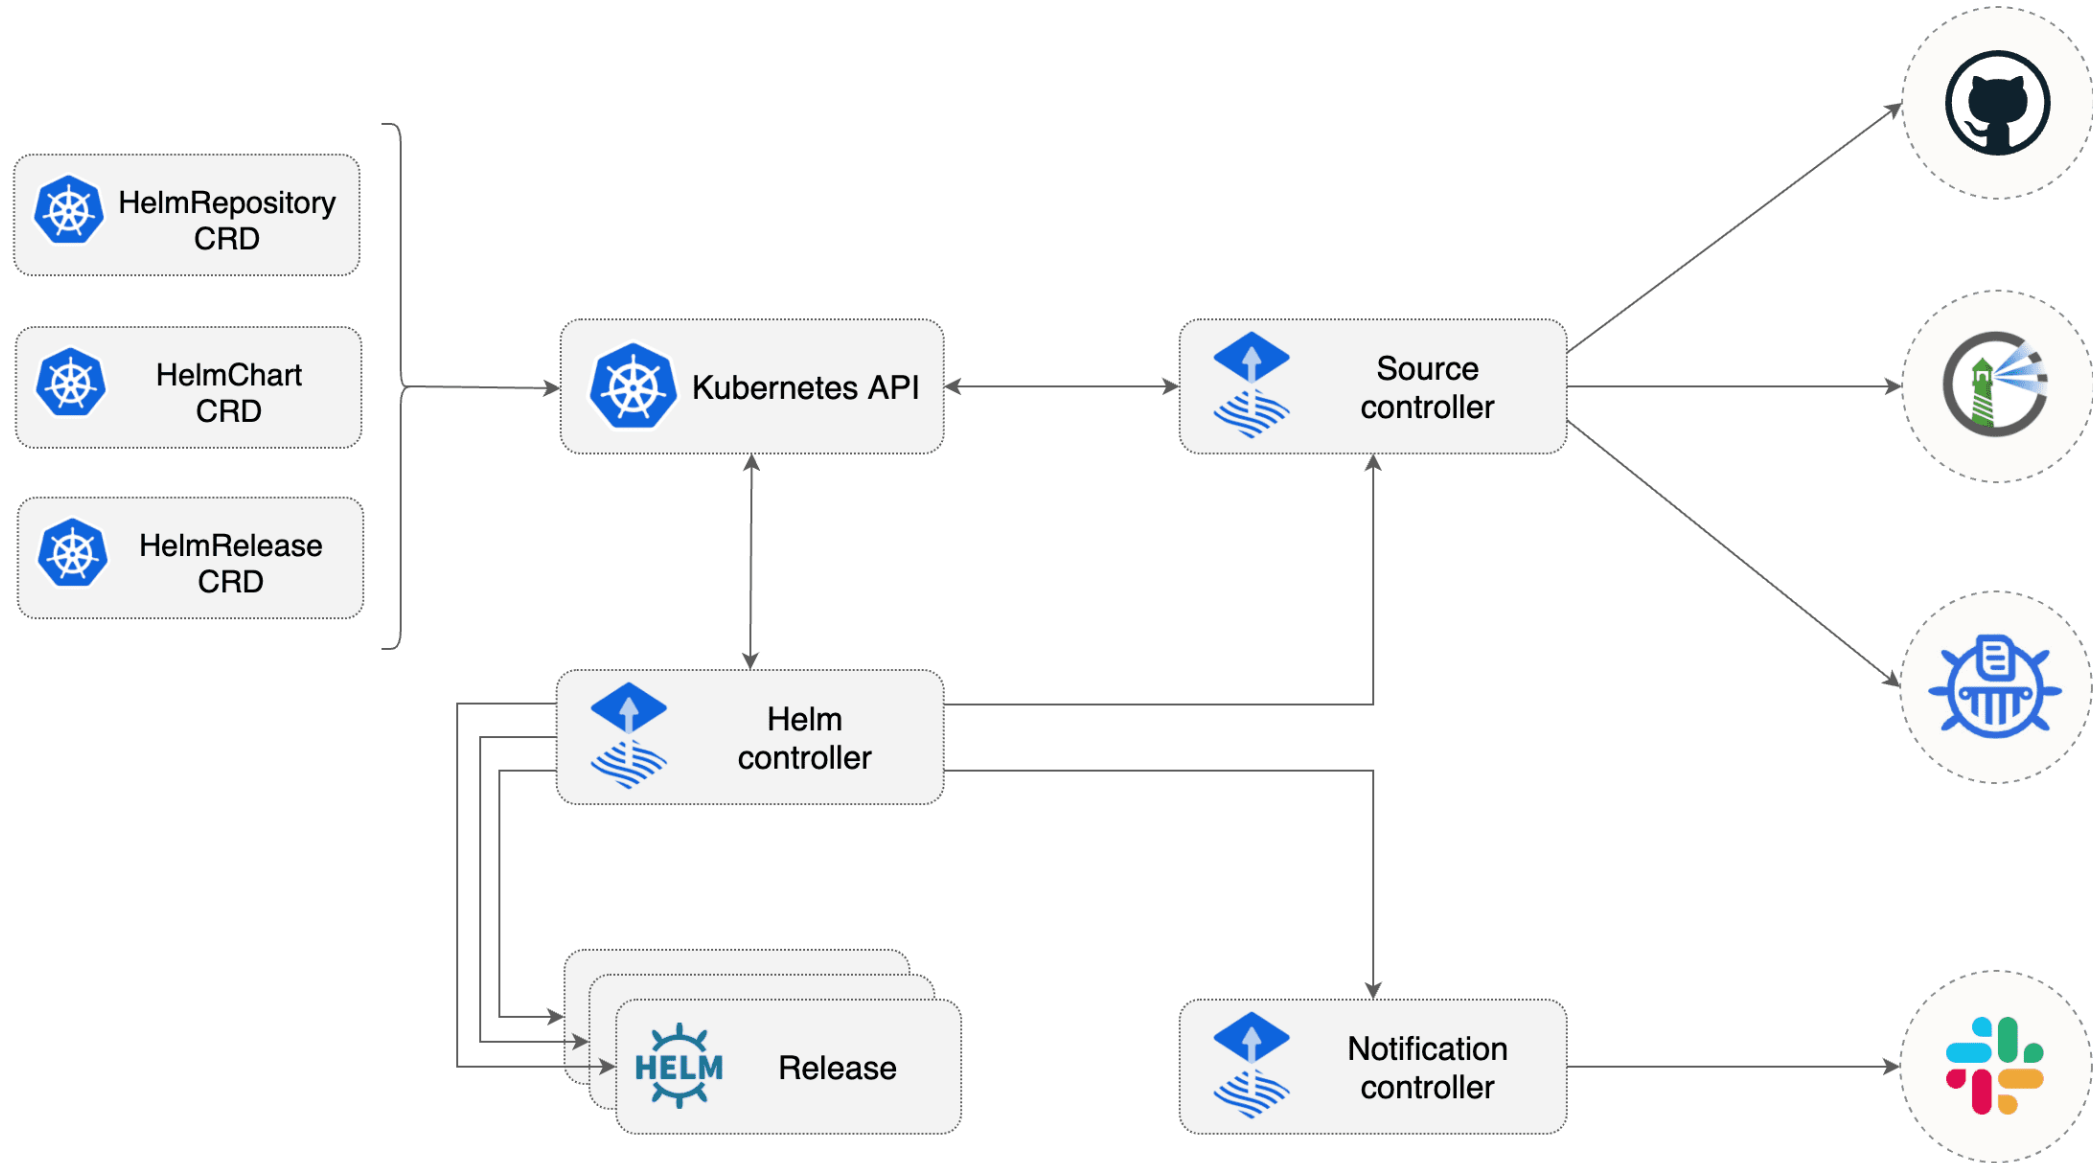 HelmRepository
CRD
HelmChart
CRD
HelmRelease
CRD
Kubernetes API
Source
controller
Helm
controller
HELM
Release
Notification
controller